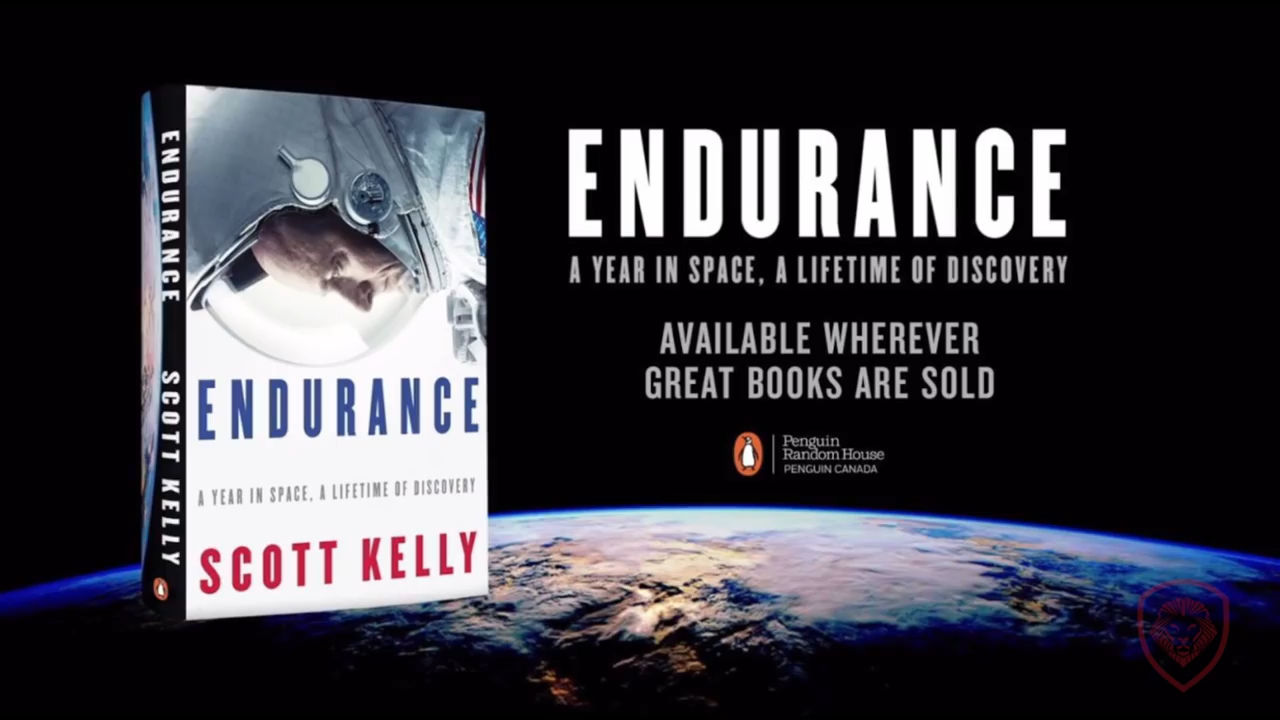 ENDURANCE SCOTT KELLY
ENDURANCE
A YEAR IN SPACE, A LIFETIME OF DISCOVERY
SCOTT KELLY
ENDURANCE
A YEAR IN SPACE, A LIFETIME OF DISCOVERY
AVAILABLE WHEREVER
GREAT BOOKS ARE SOLD
Penguin
Random House
PENGUIN CANADA